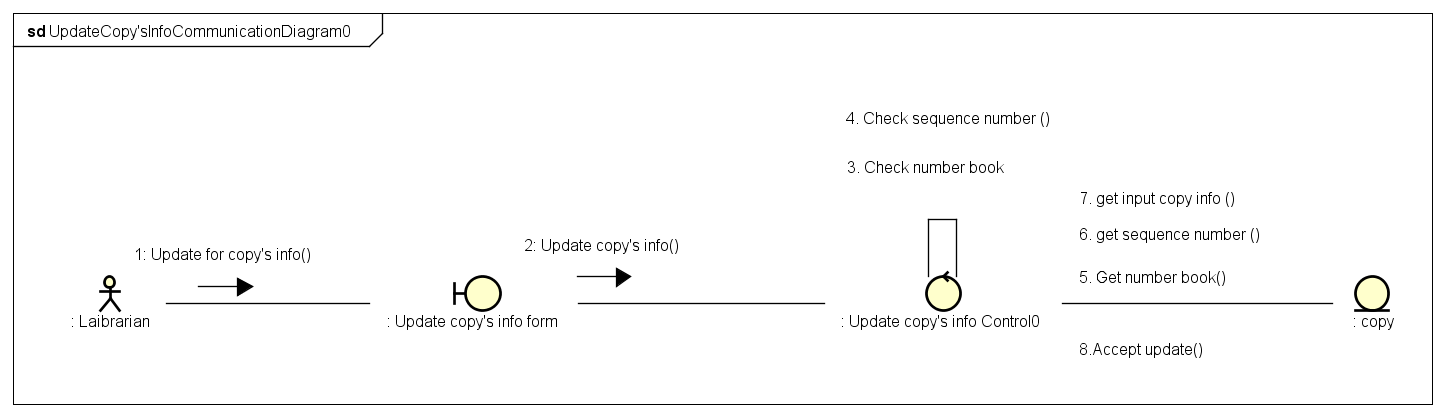 sd UpdateCopy'sInfoCommunicationDiagram0
4. Check sequence number ()
3. Check number book
7. get input copy info ()
6. get sequence number ()
5. Get number book()
1: Update for copy's info()
2: Update copy's info()
: Laibrarian
: Update copy's info form
: Update copy's info Control0
: copy
8.Accept update()